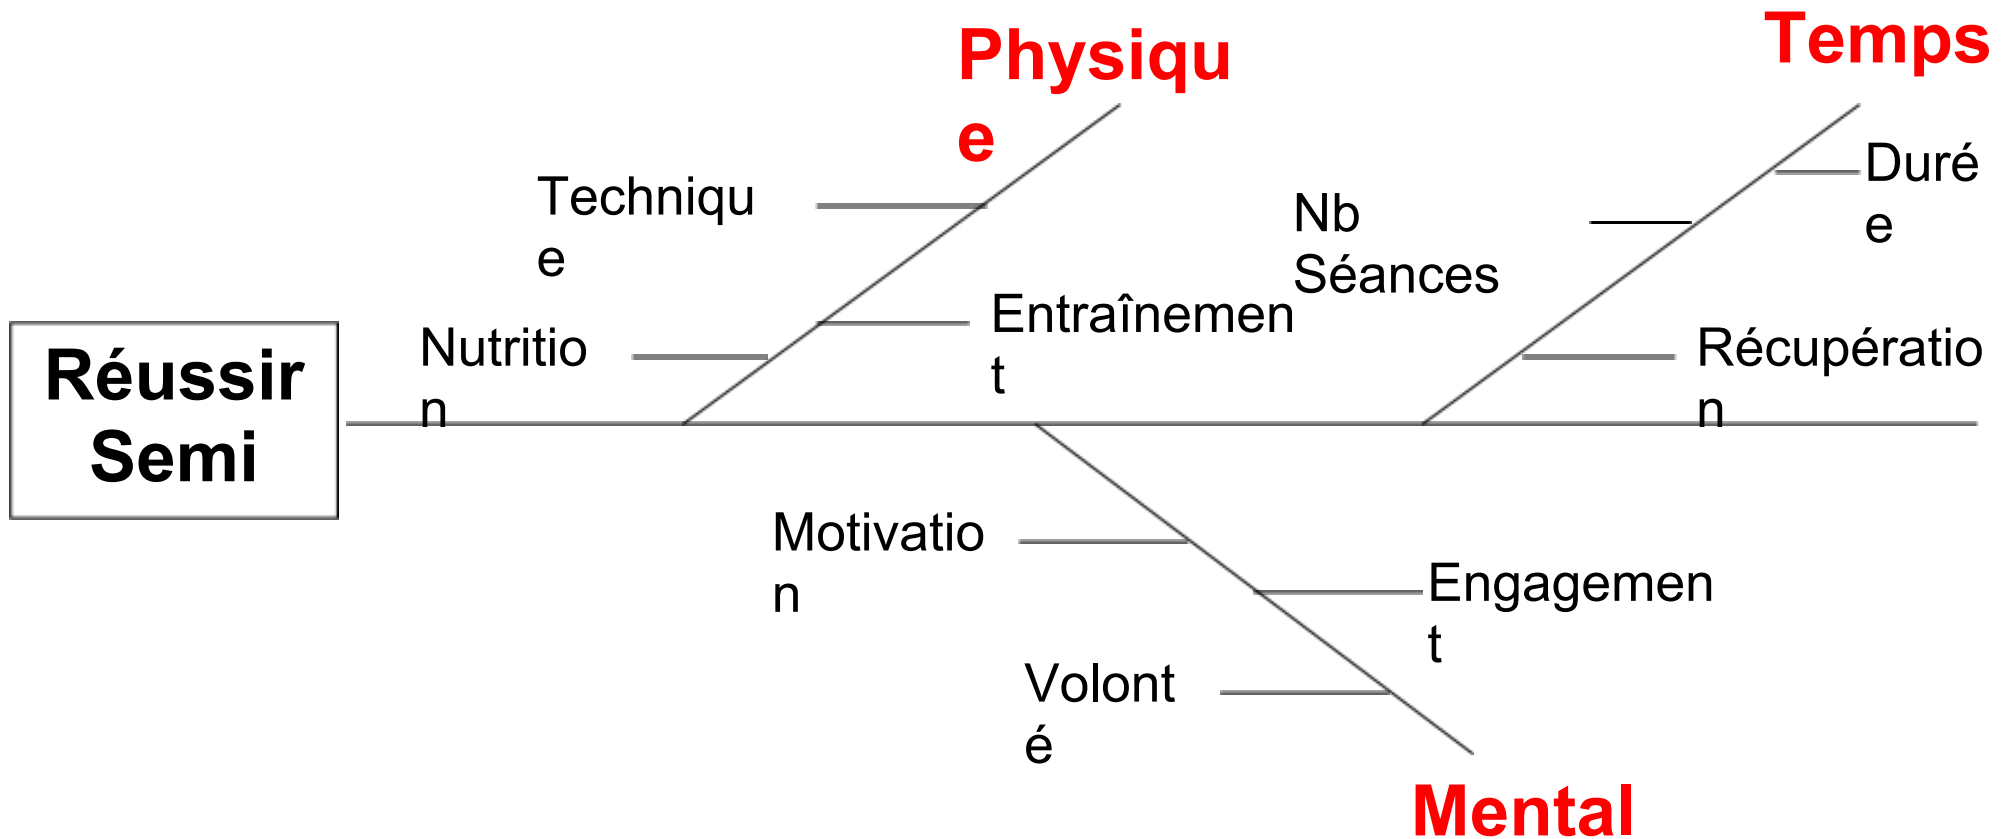 Physiqu
e
Temps
Techniqu
e
Nb
Séances
Duré
e
Nutritio
n
Entraînemen
t
Récupératio
n
Réussir
Semi
Motivatio
n
Engagemen
t
Volont
é
Mental